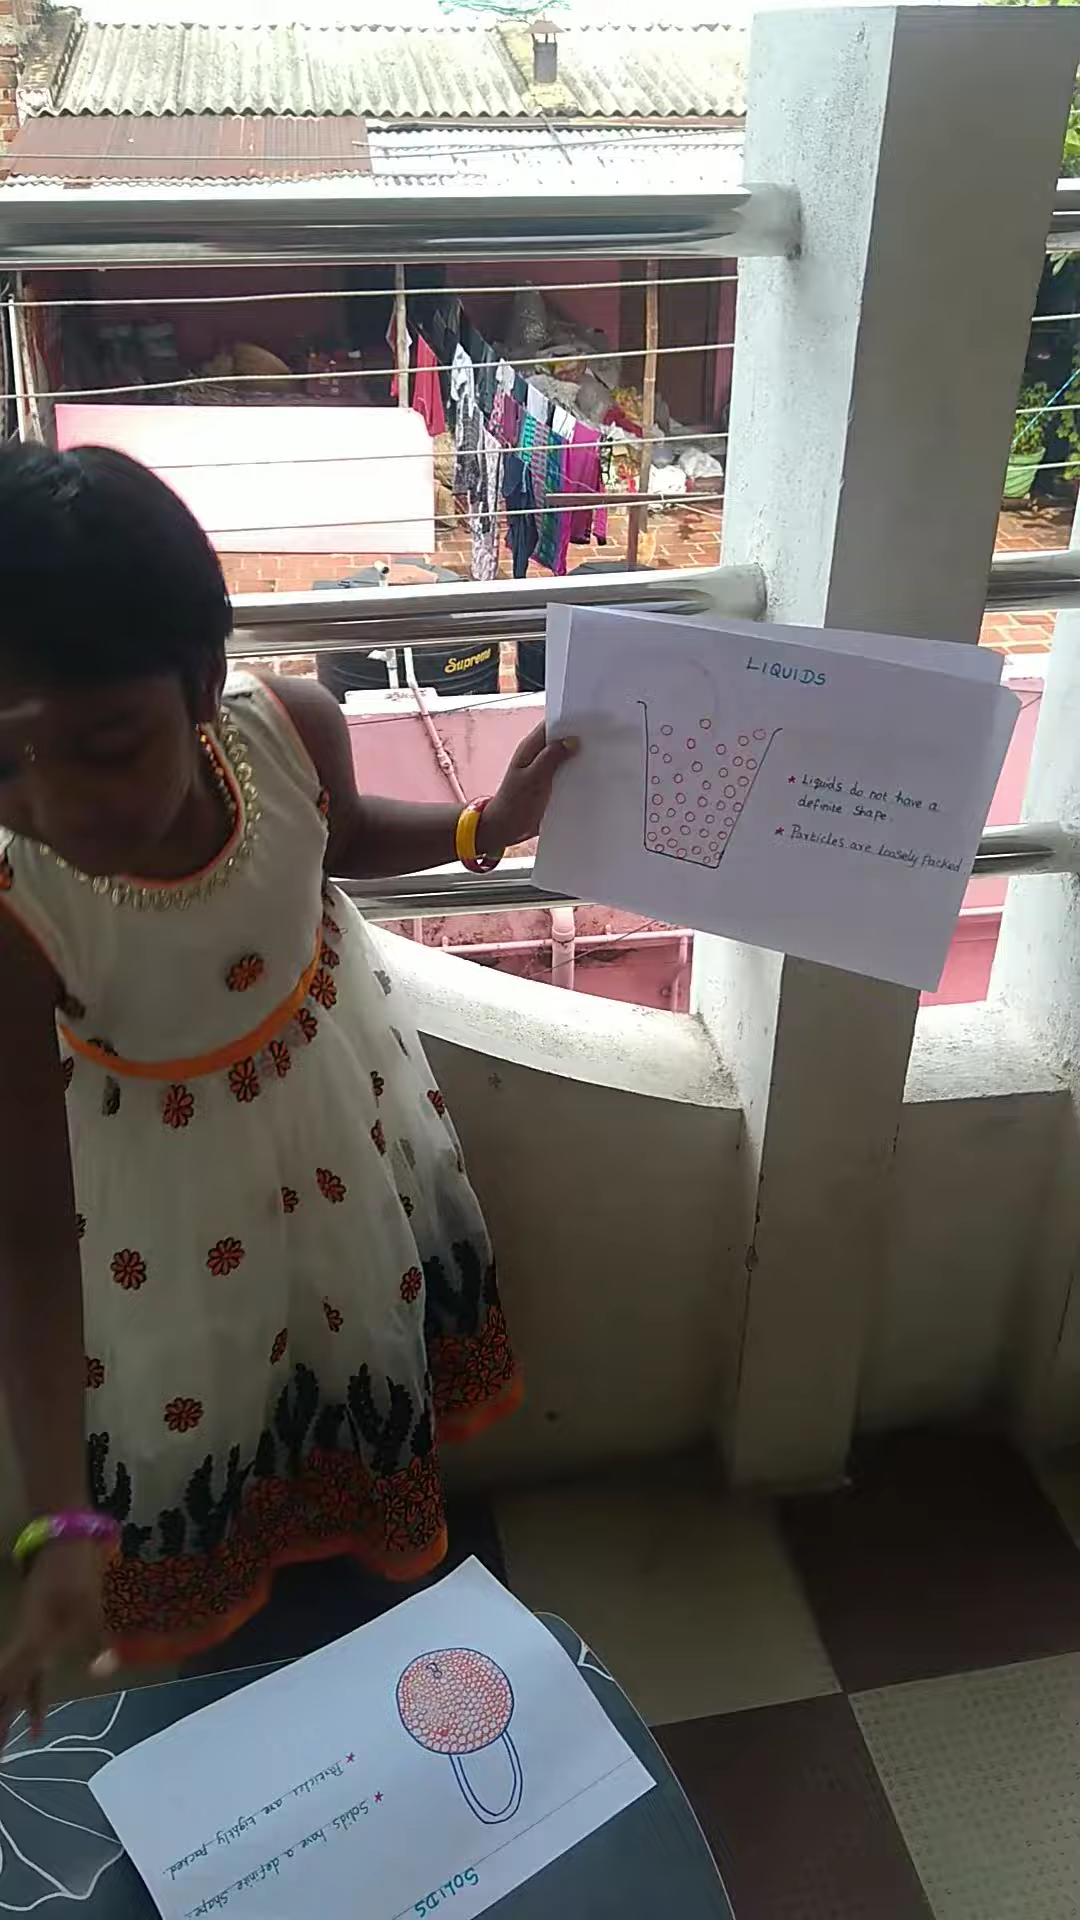 Supreme
LIQUIDS
* Liquids do not have a
definite shape.
* Particles are loosely packed
SOLIDS
* Solids have a definite shape.
* Particles are tightly packed.